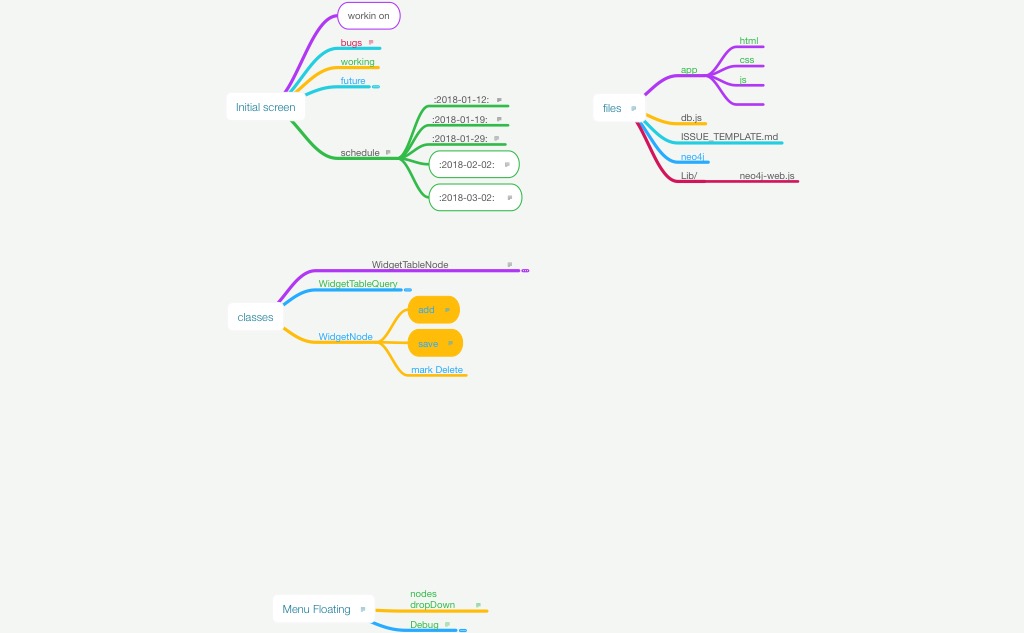 workin on
bugs
working
future
Initial screen
schedule
:2018-01-12:
:2018-01-19:
:2018-01-29:
:2018-02-02:
:2018-03-02:
files
app
html
css
js
db.js
ISSUE_TEMPLATE.md
neo4j
Lib/
neo4j-web.js
classes
WidgetTableNode
WidgetTableQuery
WidgetNode
add
save
mark Delete
Menu Floating
nodes
dropDown
Debug